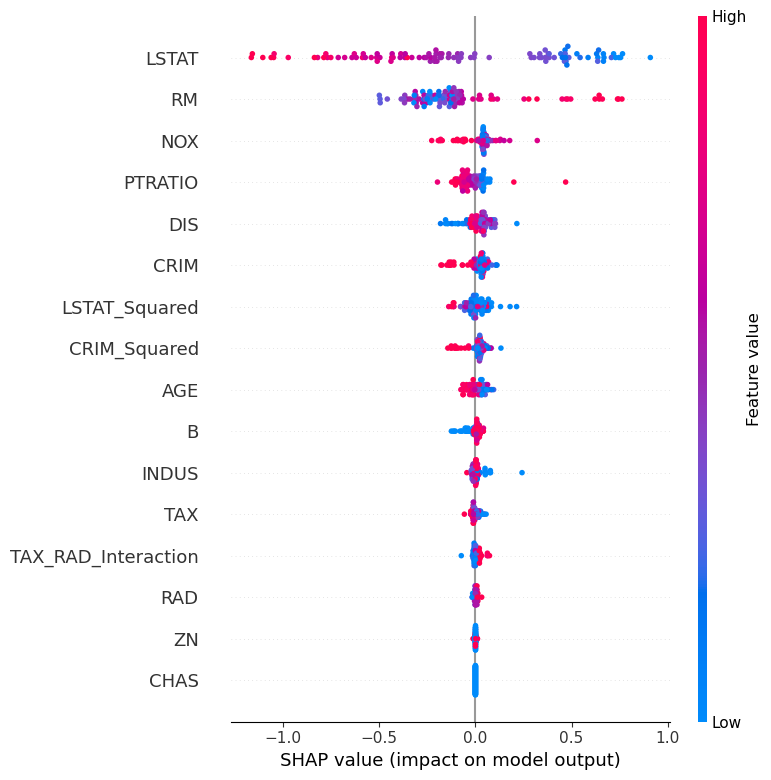 High
LSTAT
RM
NOX
PTRATIO
DIS
CRIM
LSTAT_Squared
CRIM_Squared
AGE
B
INDUS
TAX
TAX_RAD_Interaction
RAD
ZN
CHAS
Feature value
Low
−1.0 −0.5 0.0 0.5 1.0
SHAP value (impact on model output)